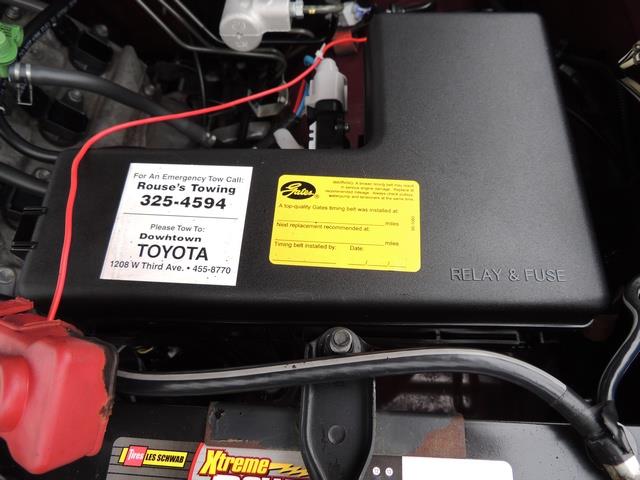 For An Emergency Tow Call:
Rouse's Towing
325-4594
Please Tow To:
Downtown
TOYOTA
1208 W Third Ave. • 455-8770
Gates
A top-quality Gates timing belt was installed at:
miles
Next replacement recommended at:
miles
Timing belt installed by: Date:
RELAY & FUSE
Tires LES SCHWAB
Xtreme